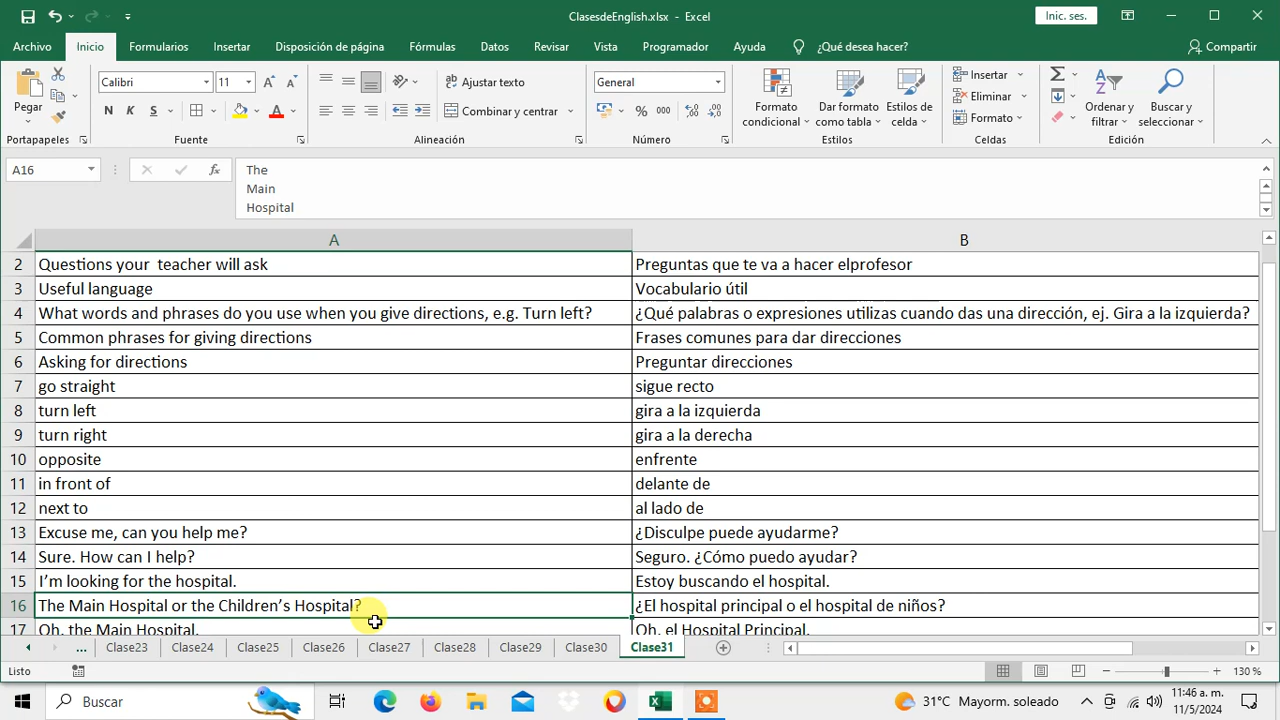 ClasesdeEnglish.xlsx - Excel
Inic. ses.
Archivo Inicio Formularios Insertar Disposición de página Fórmulas Datos Revisar Vista Programador Ayuda ¿Qué desea hacer? Compartir
Pegar
Calibri 11
N K S
Ajustar texto
Combinar y centrar
General
% 000
Formato condicional
Dar formato como tabla
Estilos de celda
Insertar
Eliminar
Formato
Ordenar y filtrar
Buscar y seleccionar
Portapapeles Fuente Alineación Número Estilos Celdas Edición
A16
fx
The
Main
Hospital
A B
2 Questions your  teacher will ask Preguntas que te va a hacer elprofesor
3 Useful language Vocabulario útil
4 What words and phrases do you use when you give directions, e.g. Turn left? ¿Qué palabras o expresiones utilizas cuando das una dirección, ej. Gira a la izquierda?
5 Common phrases for giving directions Frases comunes para dar direcciones
6 Asking for directions Preguntar direcciones
7 go straight sigue recto
8 turn left gira a la izquierda
9 turn right gira a la derecha
10 opposite enfrente
11 in front of delante de
12 next to al lado de
13 Excuse me, can you help me? ¿Disculpe puede ayudarme?
14 Sure. How can I help? Seguro. ¿Cómo puedo ayudar?
15 I’m looking for the hospital. Estoy buscando el hospital.
16 The Main Hospital or the Children’s Hospital? ¿El hospital principal o el hospital de niños?
17 Oh, the Main Hospital. Oh, el Hospital Principal.
... Clase23 Clase24 Clase25 Clase26 Clase27 Clase28 Clase29 Clase30 Clase31
Listo 130 %
Buscar
31°C Mayorm. soleado
11:46 a. m.
11/5/2024